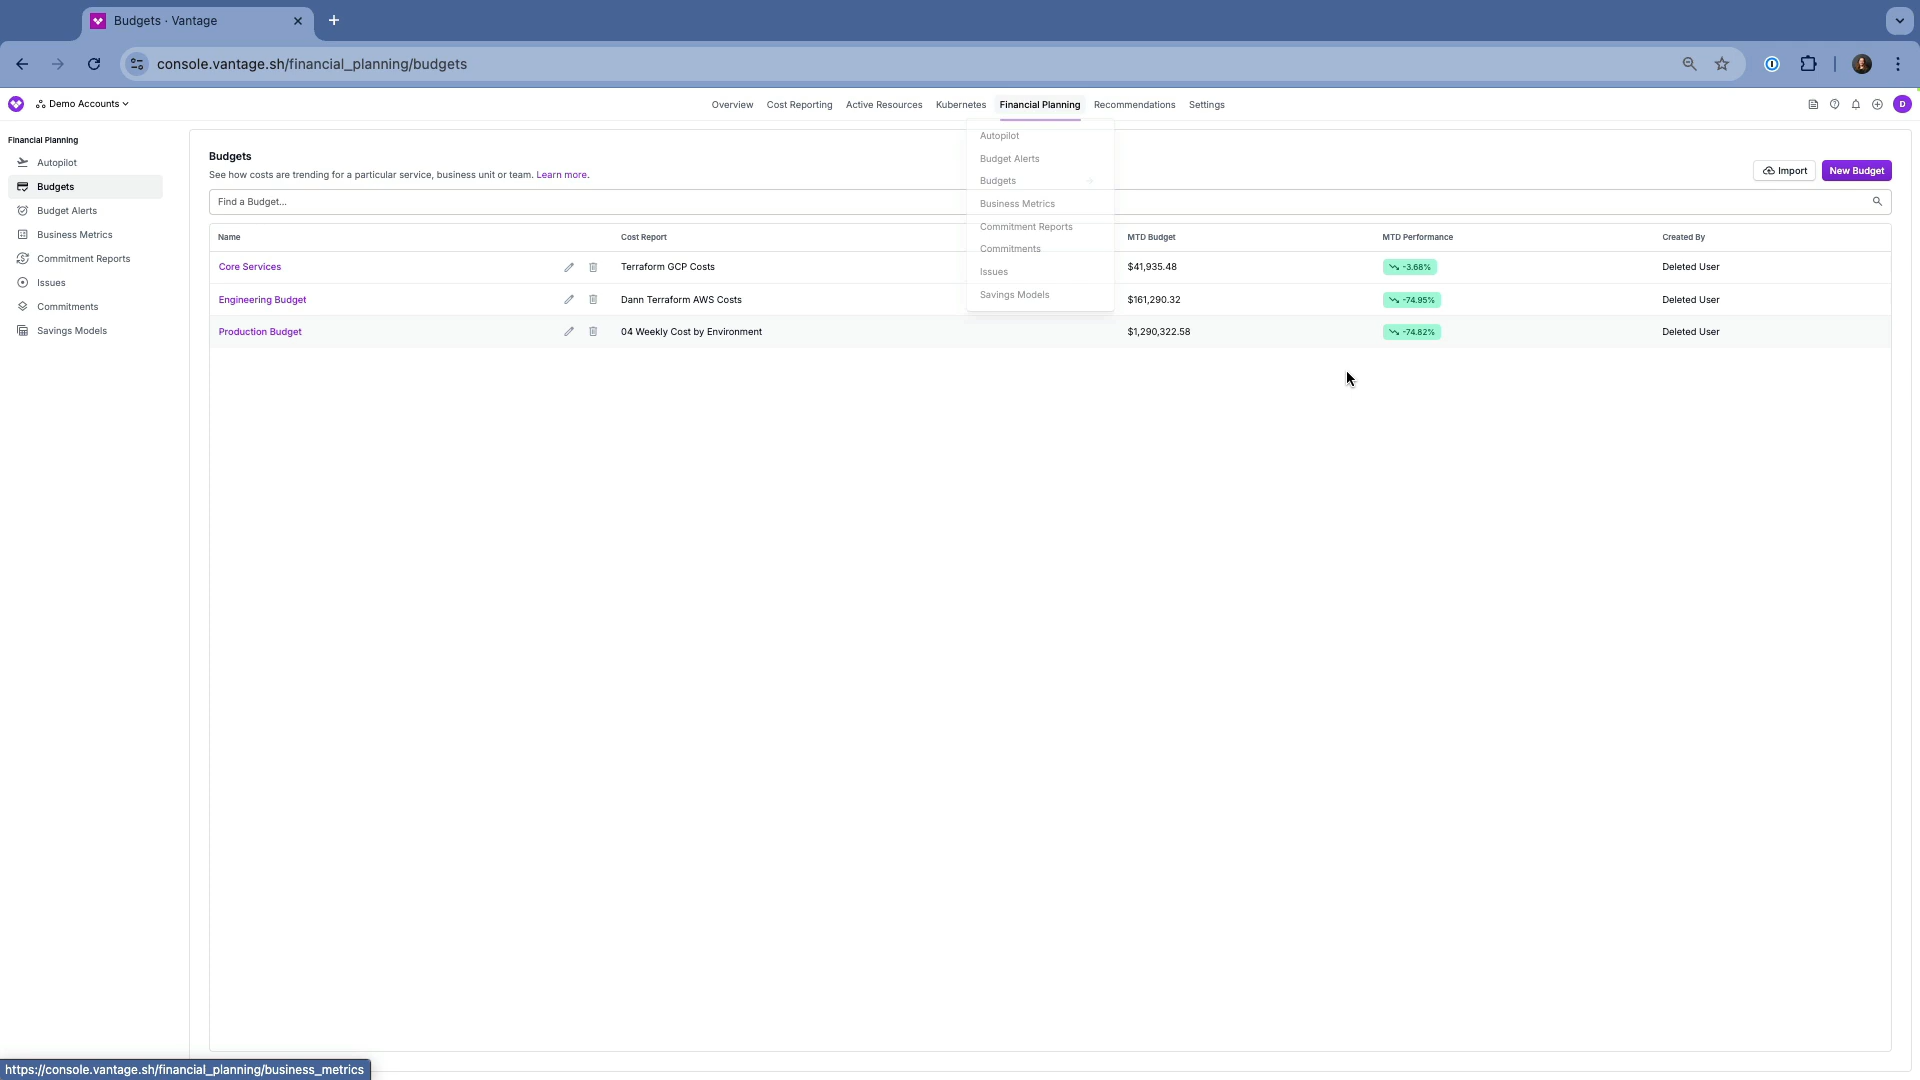 Budgets · Vantage
console.vantage.sh/financial_planning/budgets
Demo Accounts
Overview
Cost Reporting
Active Resources
Kubernetes
Financial Planning
Recommendations
Settings
D
Financial Planning
Autopilot
Budgets
Budget Alerts
Business Metrics
Commitment Reports
Issues
Commitments
Savings Models
Autopilot
Budget Alerts
Budgets
Business Metrics
Commitment Reports
Commitments
Issues
Savings Models
Budgets
See how costs are trending for a particular service, business unit or team. Learn more.
Import
New Budget
Find a Budget...
Name Cost Report MTD Budget MTD Performance Created By
Core Services Terraform GCP Costs $41,935.48 -3.68% Deleted User
Engineering Budget Dann Terraform AWS Costs $161,290.32 -74.95% Deleted User
Production Budget 04 Weekly Cost by Environment $1,290,322.58 -74.82% Deleted User
https://console.vantage.sh/financial_planning/business_metrics